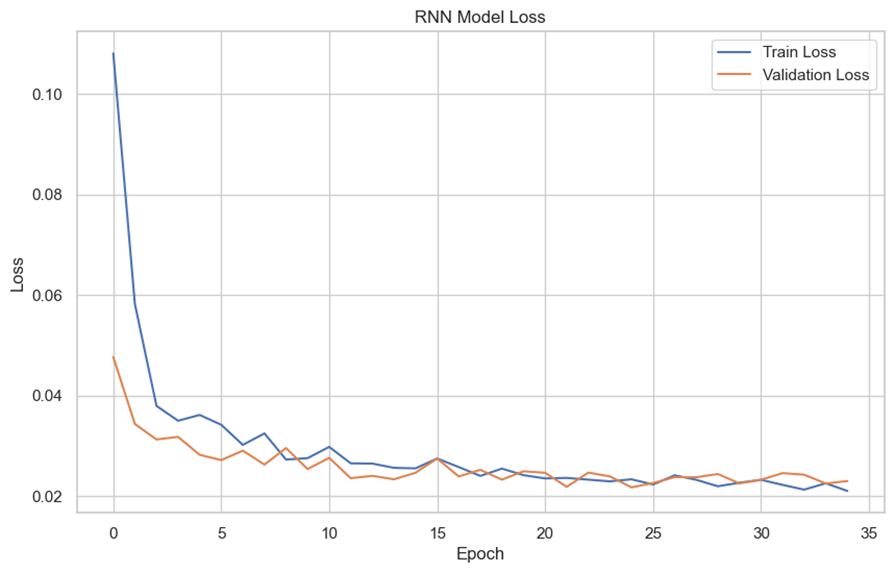 RNN Model Loss
Train Loss
Validation Loss
0.10
0.08
0.06
0.04
0.02
Loss
0 5 10 15 20 25 30 35
Epoch